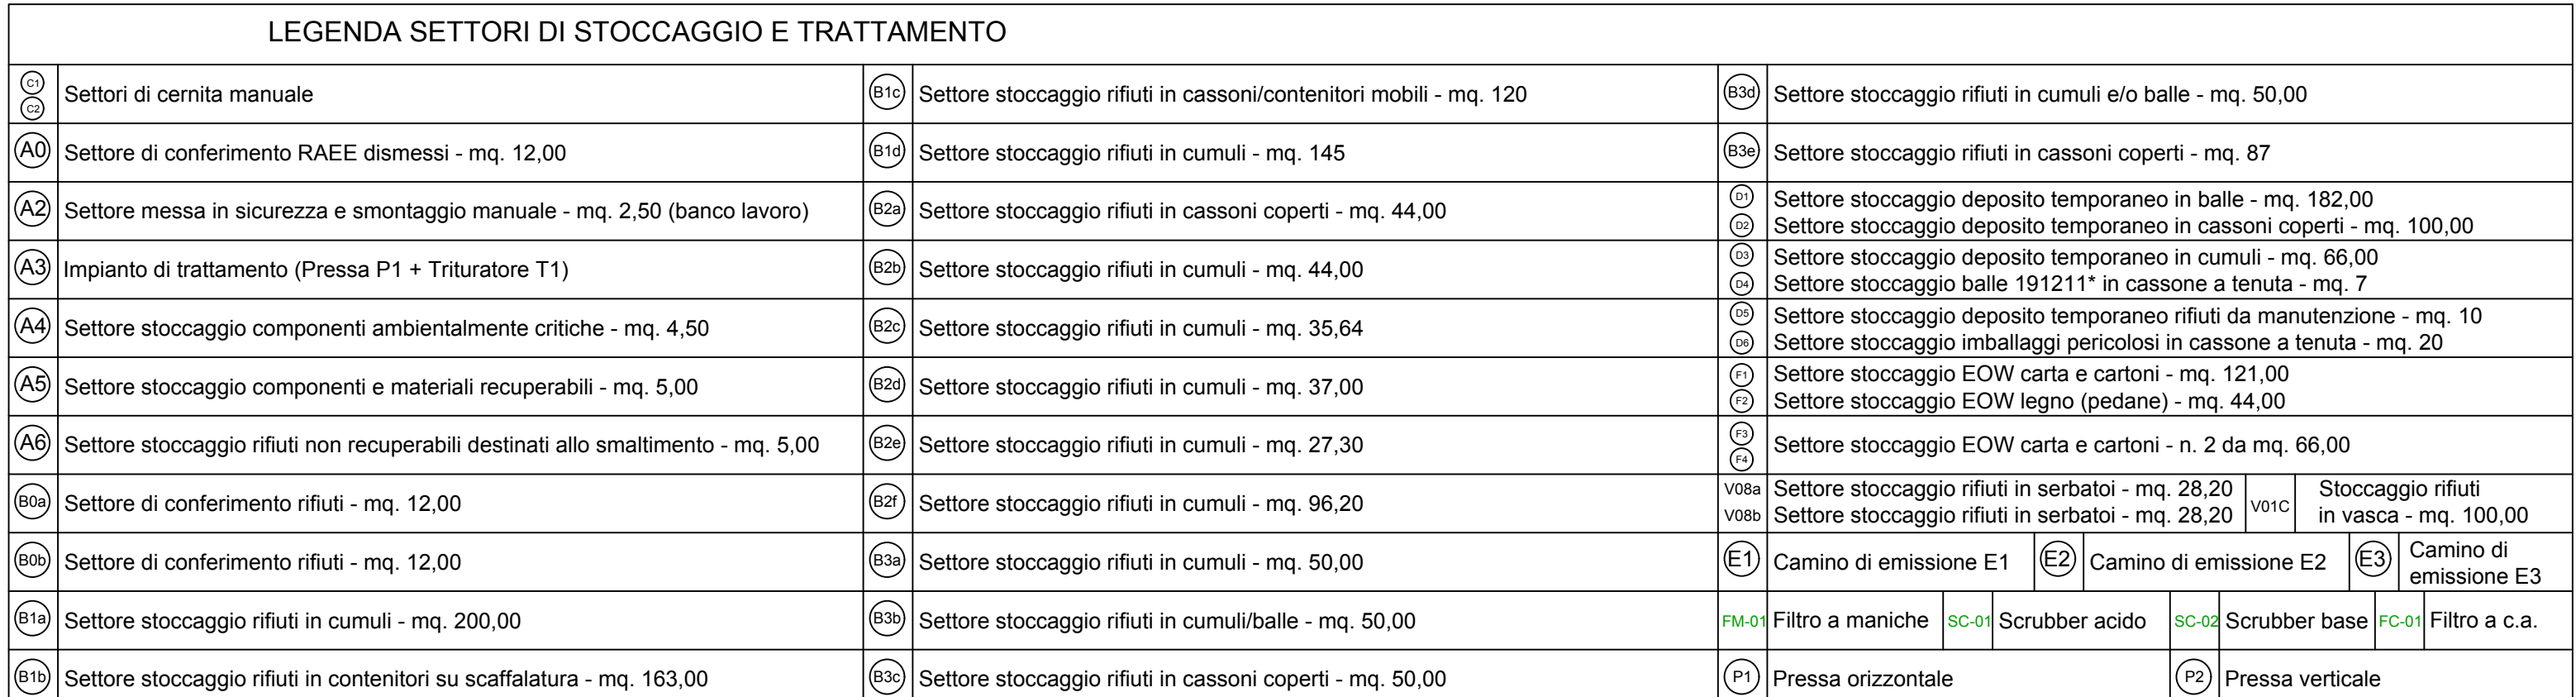 LEGENDA SETTORI DI STOCCAGGIO E TRATTAMENTO
C1
C2
Settori di cernita manuale
B1c Settore stoccaggio rifiuti in cassoni/contenitori mobili - mq. 120
B3d Settore stoccaggio rifiuti in cumuli e/o balle - mq. 50,00
A0 Settore di conferimento RAEE dismessi - mq. 12,00
B1d Settore stoccaggio rifiuti in cumuli - mq. 145
B3e Settore stoccaggio rifiuti in cassoni coperti - mq. 87
A2 Settore messa in sicurezza e smontaggio manuale - mq. 2,50 (banco lavoro)
B2a Settore stoccaggio rifiuti in cassoni coperti - mq. 44,00
D1 Settore stoccaggio deposito temporaneo in balle - mq. 182,00
D2 Settore stoccaggio deposito temporaneo in cassoni coperti - mq. 100,00
A3 Impianto di trattamento (Pressa P1 + Trituratore T1)
B2b Settore stoccaggio rifiuti in cumuli - mq. 44,00
D3 Settore stoccaggio deposito temporaneo in cumuli - mq. 66,00
D4 Settore stoccaggio balle 191211* in cassone a tenuta - mq. 7
A4 Settore stoccaggio componenti ambientalmente critiche - mq. 4,50
B2c Settore stoccaggio rifiuti in cumuli - mq. 35,64
D5 Settore stoccaggio deposito temporaneo rifiuti da manutenzione - mq. 10
D6 Settore stoccaggio imballaggi pericolosi in cassone a tenuta - mq. 20
A5 Settore stoccaggio componenti e materiali recuperabili - mq. 5,00
B2d Settore stoccaggio rifiuti in cumuli - mq. 37,00
F1 Settore stoccaggio EOW carta e cartoni - mq. 121,00
F2 Settore stoccaggio EOW legno (pedane) - mq. 44,00
A6 Settore stoccaggio rifiuti non recuperabili destinati allo smaltimento - mq. 5,00
B2e Settore stoccaggio rifiuti in cumuli - mq. 27,30
F3
F4
Settore stoccaggio EOW carta e cartoni - n. 2 da mq. 66,00
B0a Settore di conferimento rifiuti - mq. 12,00
B2f Settore stoccaggio rifiuti in cumuli - mq. 96,20
V08a Settore stoccaggio rifiuti in serbatoi - mq. 28,20
V08b Settore stoccaggio rifiuti in serbatoi - mq. 28,20
V01C
Stoccaggio rifiuti
in vasca - mq. 100,00
B0b Settore di conferimento rifiuti - mq. 12,00
B3a Settore stoccaggio rifiuti in cumuli - mq. 50,00
E1 Camino di emissione E1
E2 Camino di emissione E2
E3
Camino di
emissione E3
B1a Settore stoccaggio rifiuti in cumuli - mq. 200,00
B3b Settore stoccaggio rifiuti in cumuli/balle - mq. 50,00
FM-01 Filtro a maniche
SC-01 Scrubber acido
SC-02 Scrubber base
FC-01 Filtro a c.a.
B1b Settore stoccaggio rifiuti in contenitori su scaffalatura - mq. 163,00
B3c Settore stoccaggio rifiuti in cassoni coperti - mq. 50,00
P1 Pressa orizzontale
P2 Pressa verticale